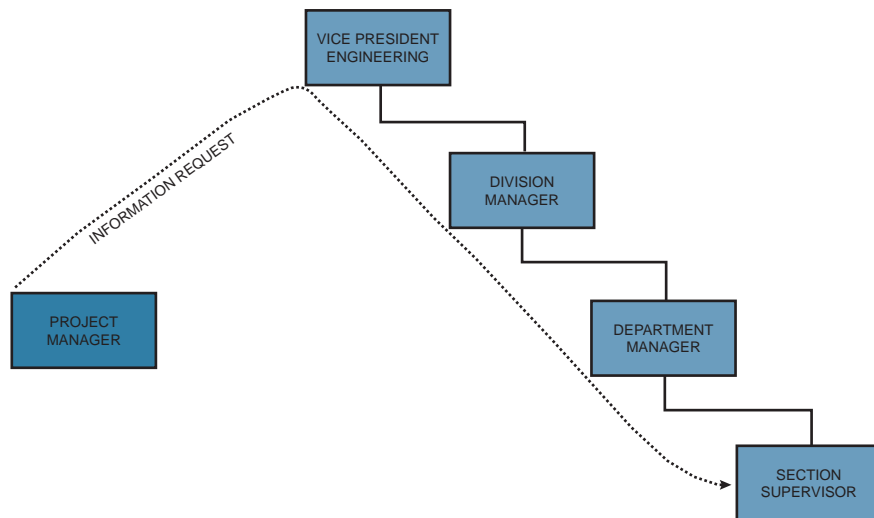 VICE PRESIDENT
ENGINEERING
INFORMATION REQUEST
DIVISION
MANAGER
PROJECT
MANAGER
DEPARTMENT
MANAGER
SECTION
SUPERVISOR